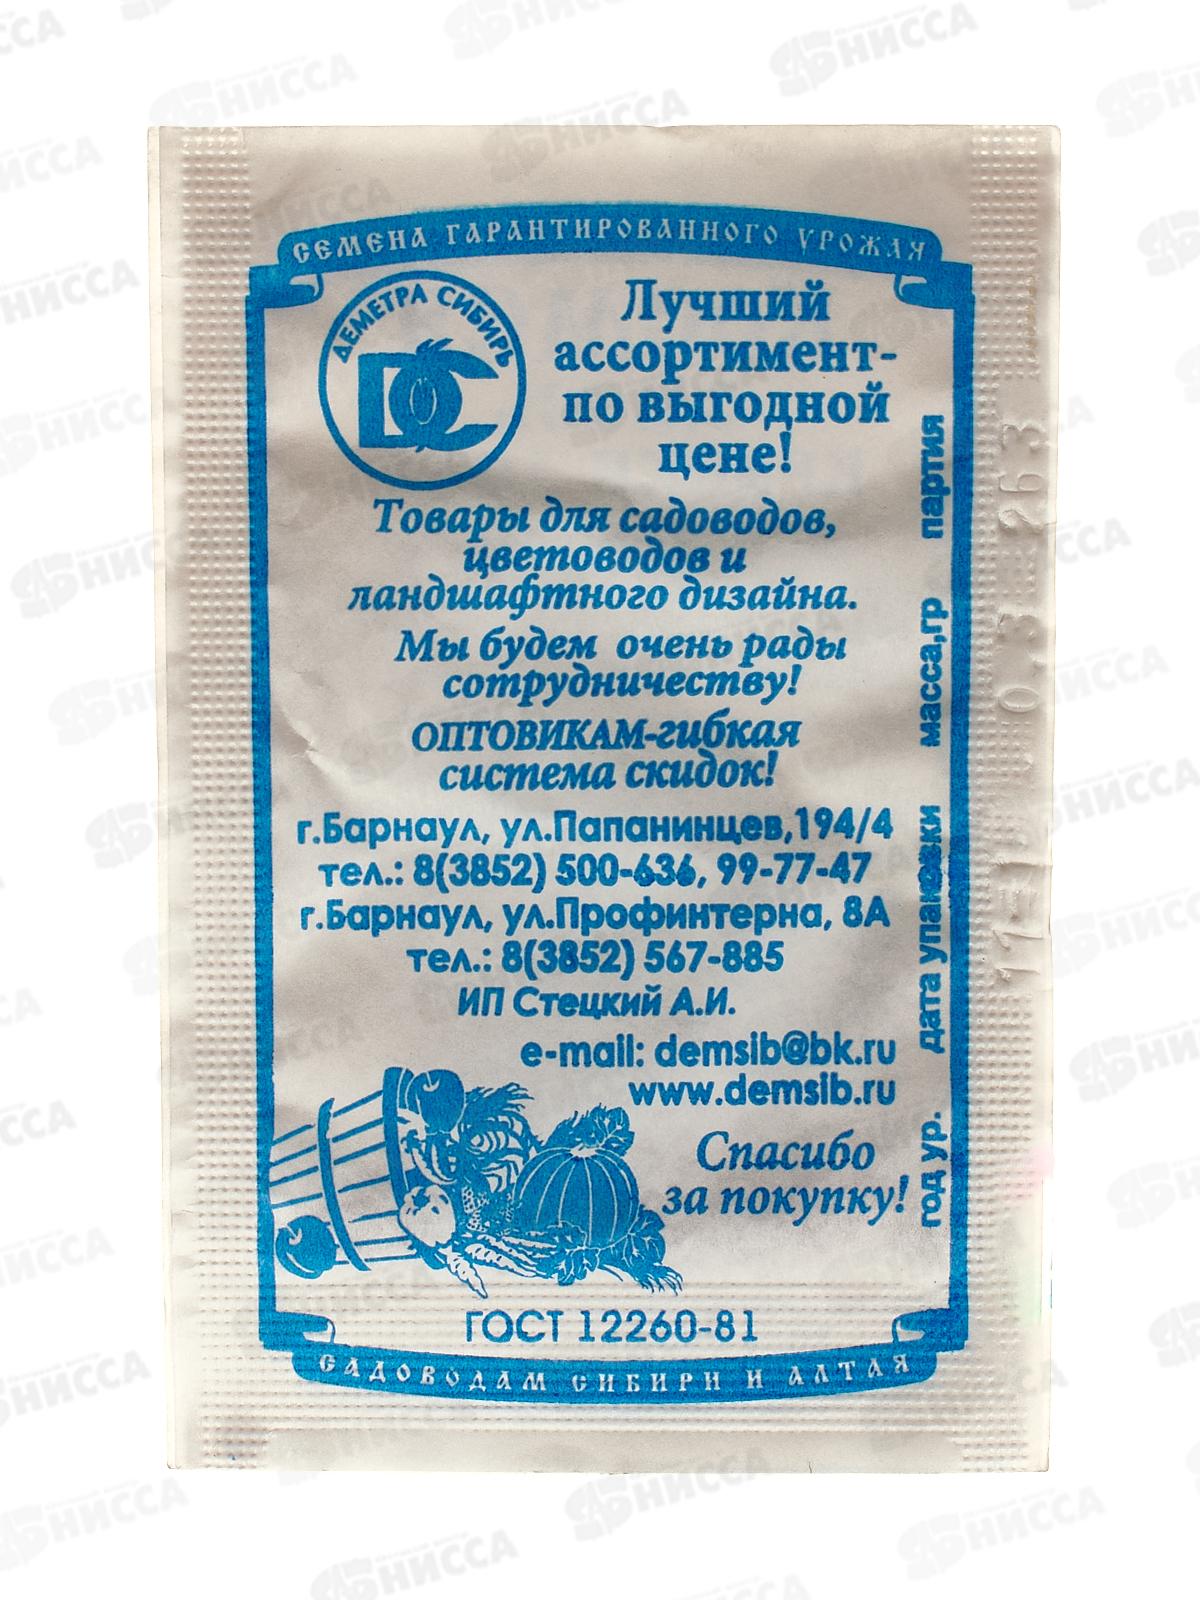 СЕМЕНА ГАРАНТИРОВАННОГО УРОЖАЯ
ДЕМЕТРА СИБИРЬ
ДС
Лучший
ассортимент-
по выгодной
цене!
Товары для садоводов,
цветоводов и
ландшафтного дизайна.
Мы будем очень рады
сотрудничеству!
ОПТОВИКАМ-гибкая
система скидок!
г.Барнаул, ул.Папанинцев,194/4
тел.: 8(3852) 500-636, 99-77-47
г.Барнаул, ул.Профинтерна, 8А
тел.: 8(3852) 567-885
ИП Стецкий А.И.
e-mail: demsib@bk.ru
www.demsib.ru
Спасибо
за покупку!
год ур. дата упаковки масса,гр партия
0.3 263
ГОСТ 12260-81
САДОВОДАМ СИБИРИ И АЛТАЯ